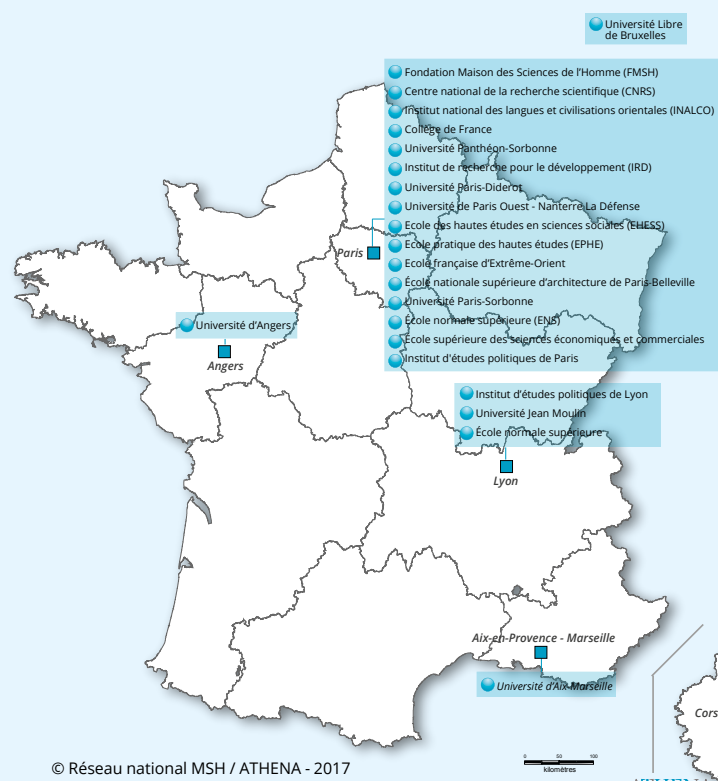 Université Libre
de Bruxelles
Fondation Maison des Sciences de l'Homme (FMSH)
Centre national de la recherche scientifique (CNRS)
Institut national des langues et civilisations orientales (INALCO)
Collège de France
Université Panthéon-Sorbonne
Institut de recherche pour le développement (IRD)
Université Paris-Diderot
Université de Paris Ouest - Nanterre La Défense
Ecole des hautes études en sciences sociales (EHESS)
Ecole pratique des hautes études (EPHE)
Ecole française d'Extrême-Orient
École nationale supérieure d'architecture de Paris-Belleville
Université Paris-Sorbonne
École normale supérieure (ENS)
École supérieure des sciences économiques et commerciales
Institut d'études politiques de Paris
Paris
Université d'Angers
Angers
Institut d'études politiques de Lyon
Université Jean Moulin
École normale supérieure
Lyon
Aix-en-Provence - Marseille
Université d'Aix-Marseille
Cors
0 50 100
kilomètres
© Réseau national MSH / ATHENA - 2017